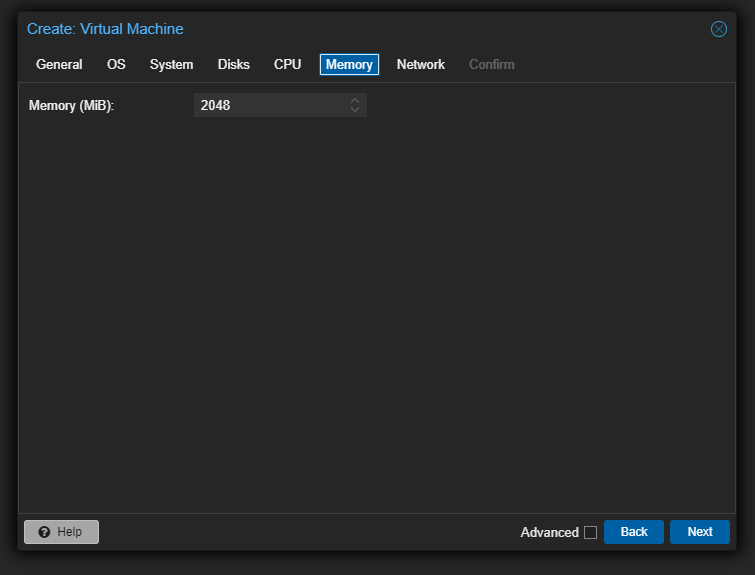 Create: Virtual Machine
General OS System Disks CPU Memory Network Confirm
Memory (MiB): 2048
Help Advanced Back Next